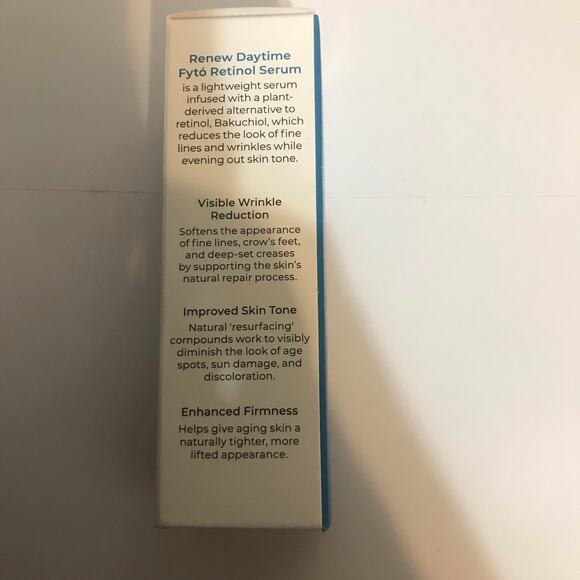 Renew Daytime
Fytó Retinol Serum
is a lightweight serum
infused with a plant-
derived alternative to
retinol, Bakuchiol, which
reduces the look of fine
lines and wrinkles while
evening out skin tone.
Visible Wrinkle
Reduction
Softens the appearance
of fine lines, crow's feet,
and deep-set creases
by supporting the skin's
natural repair process.
Improved Skin Tone
Natural 'resurfacing'
compounds work to visibly
diminish the look of age
spots, sun damage, and
discoloration.
Enhanced Firmness
Helps give aging skin a
naturally tighter, more
lifted appearance.